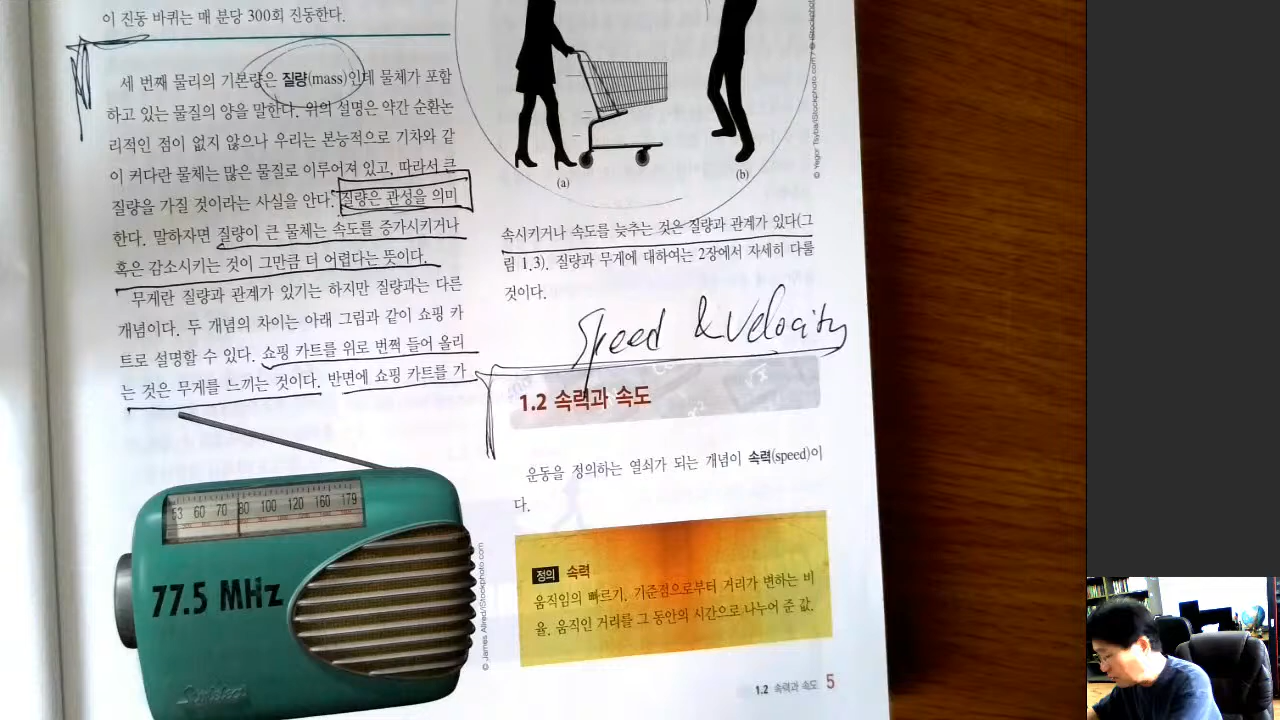 이 진동 바퀴는 매 분당 300회 진동한다.
세 번째 물리의 기본량은 질량(mass)인데 물체가 포함
하고 있는 물질의 양을 말한다. 위의 설명은 약간 순환논
리적인 점이 없지 않으나 우리는 본능적으로 기차와 같
이 커다란 물체는 많은 물질로 이루어져 있고, 따라서 큰
질량을 가질 것이라는 사실을 안다. 질량은 관성을 의미
한다. 말하자면 질량이 큰 물체는 속도를 증가시키거나
혹은 감소시키는 것이 그만큼 더 어렵다는 뜻이다.
무게란 질량과 관계가 있기는 하지만 질량과는 다른
개념이다. 두 개념의 차이는 아래 그림과 같이 쇼핑 카
트로 설명할 수 있다. 쇼핑 카트를 위로 번쩍 들어 올리
는 것은 무게를 느끼는 것이다. 반면에 쇼핑 카트를 가
53 60 70 80 100 120 160 179
77.5 MHz
© James Alfred/iStockphoto.com
(a)
(b)
속시키거나 속도를 늦추는 것은 질량과 관계가 있다(그
림 1.3). 질량과 무게에 대하여는 2장에서 자세히 다룰
것이다.
Speed & Velocity
1.2 속력과 속도
운동을 정의하는 열쇠가 되는 개념이 속력(speed)이
다.
정의 속력
움직임의 빠르기. 기준점으로부터 거리가 변하는 비
율. 움직인 거리를 그 동안의 시간으로 나누어 준 값.
1.2 속력과 속도 5